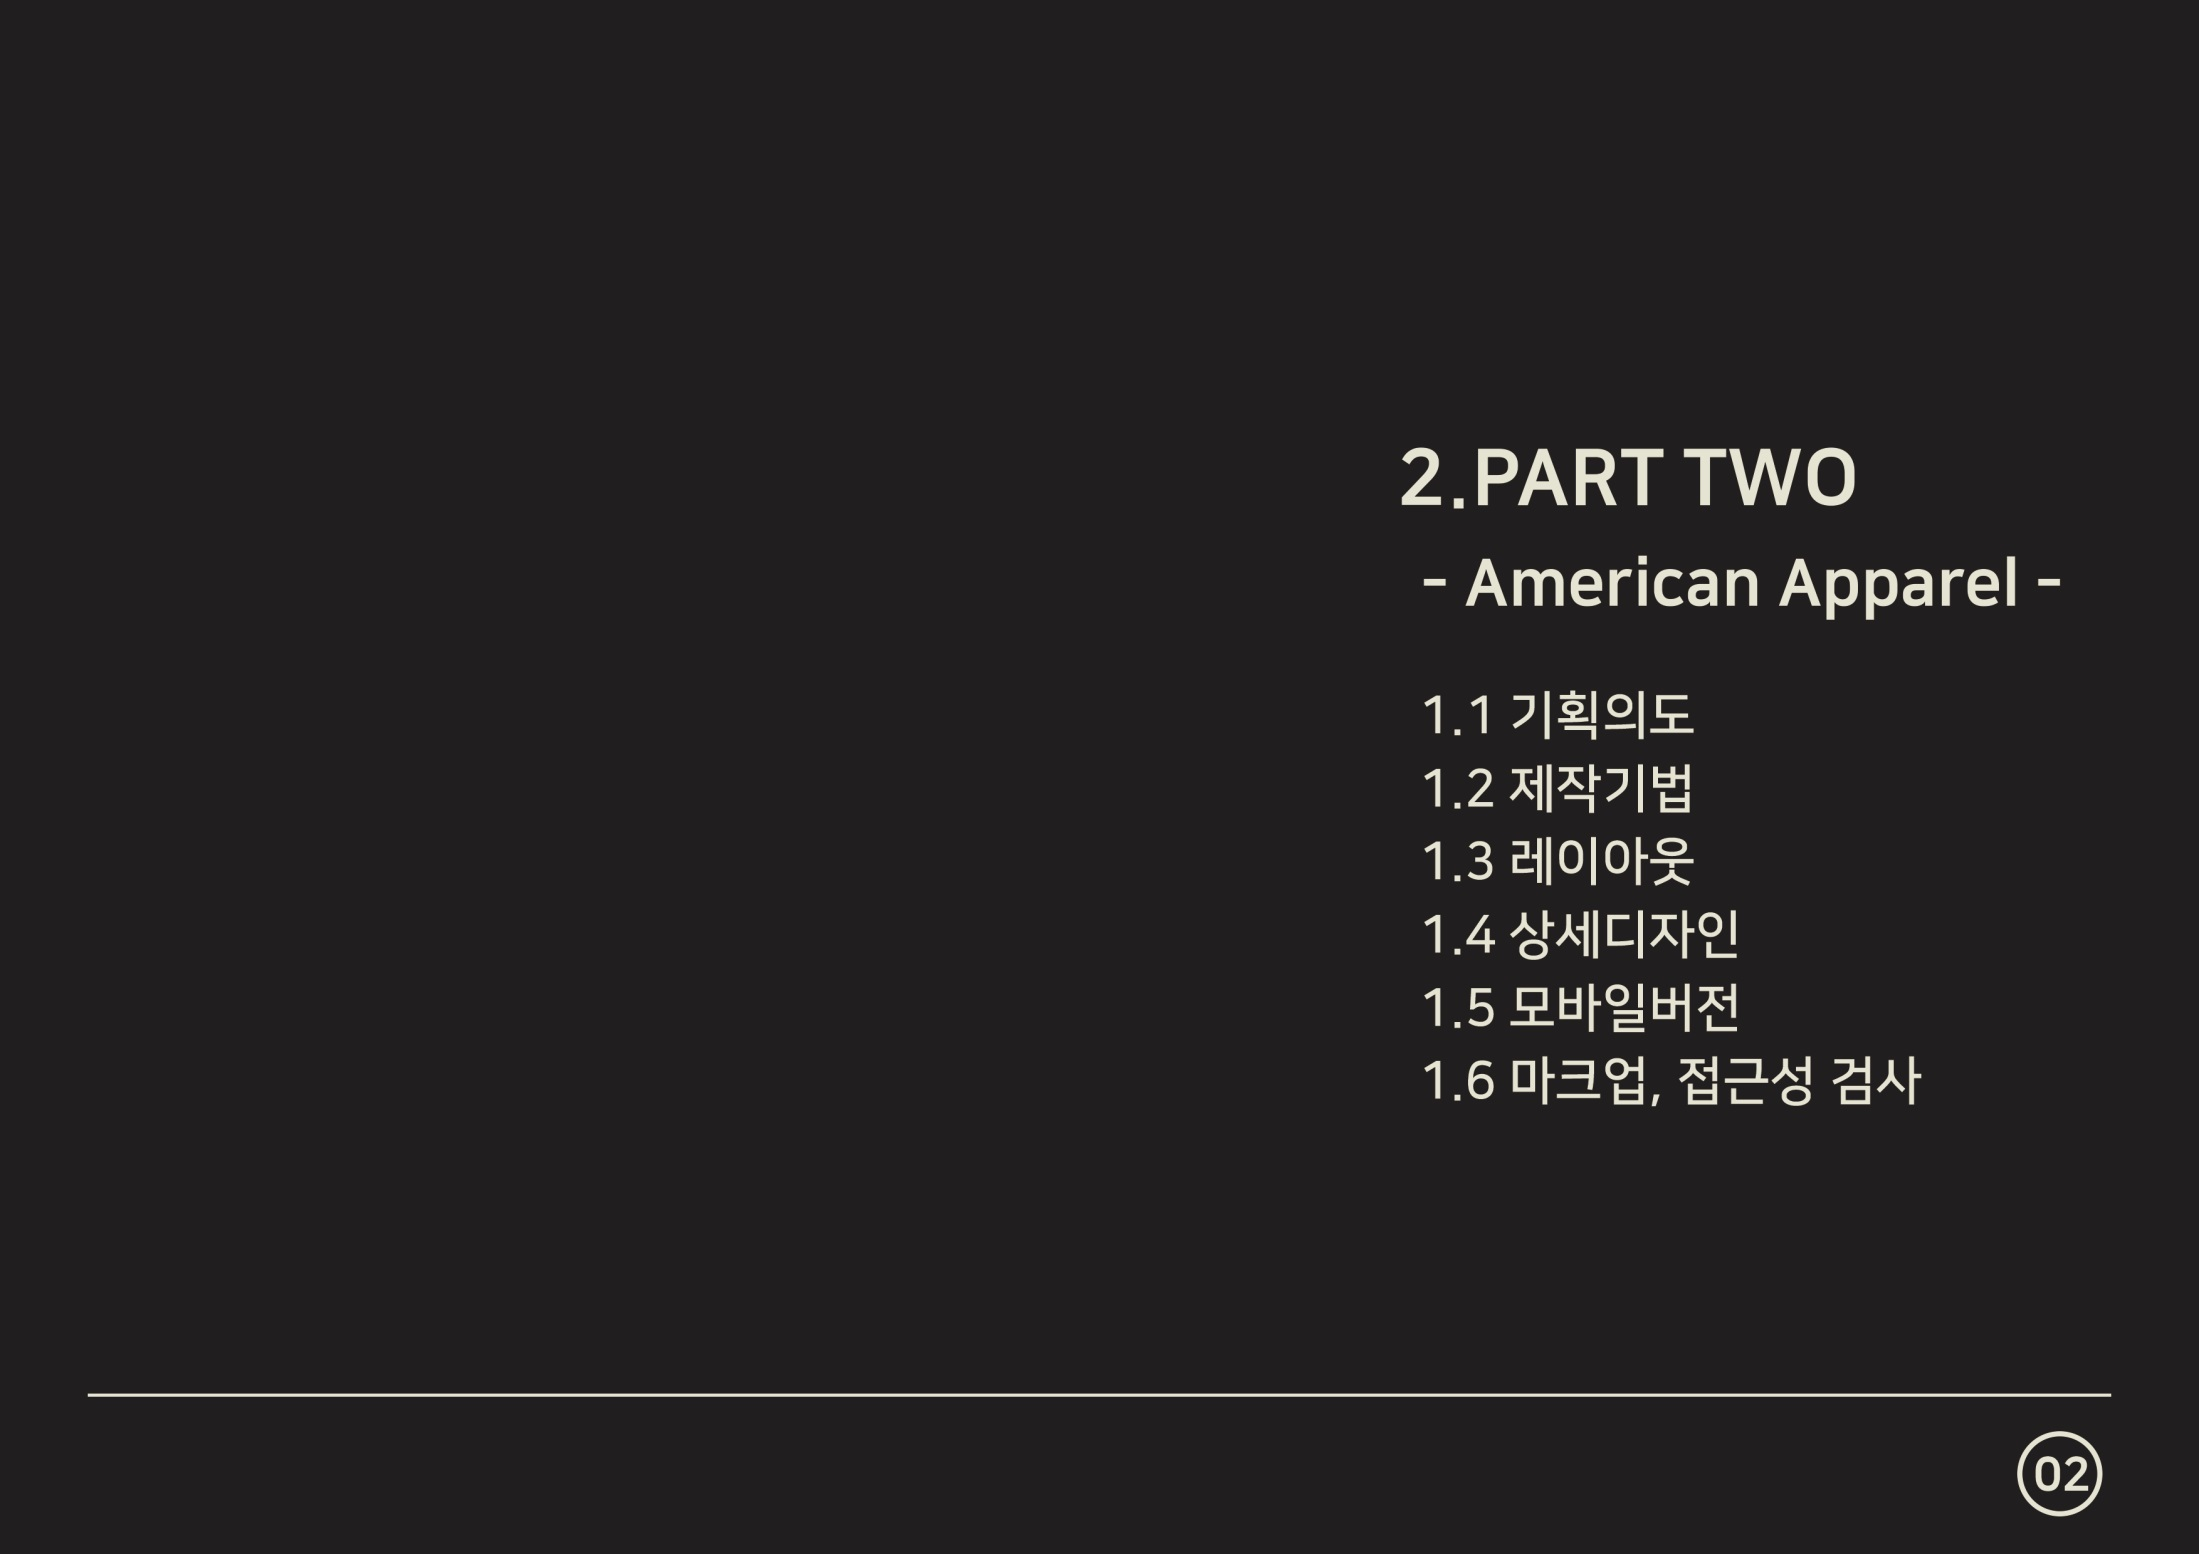 2.PART TWO
- American Apparel -
1.1 기획의도
1.2 제작기법
1.3 레이아웃
1.4 상세디자인
1.5 모바일버전
1.6 마크업, 접근성 검사
02